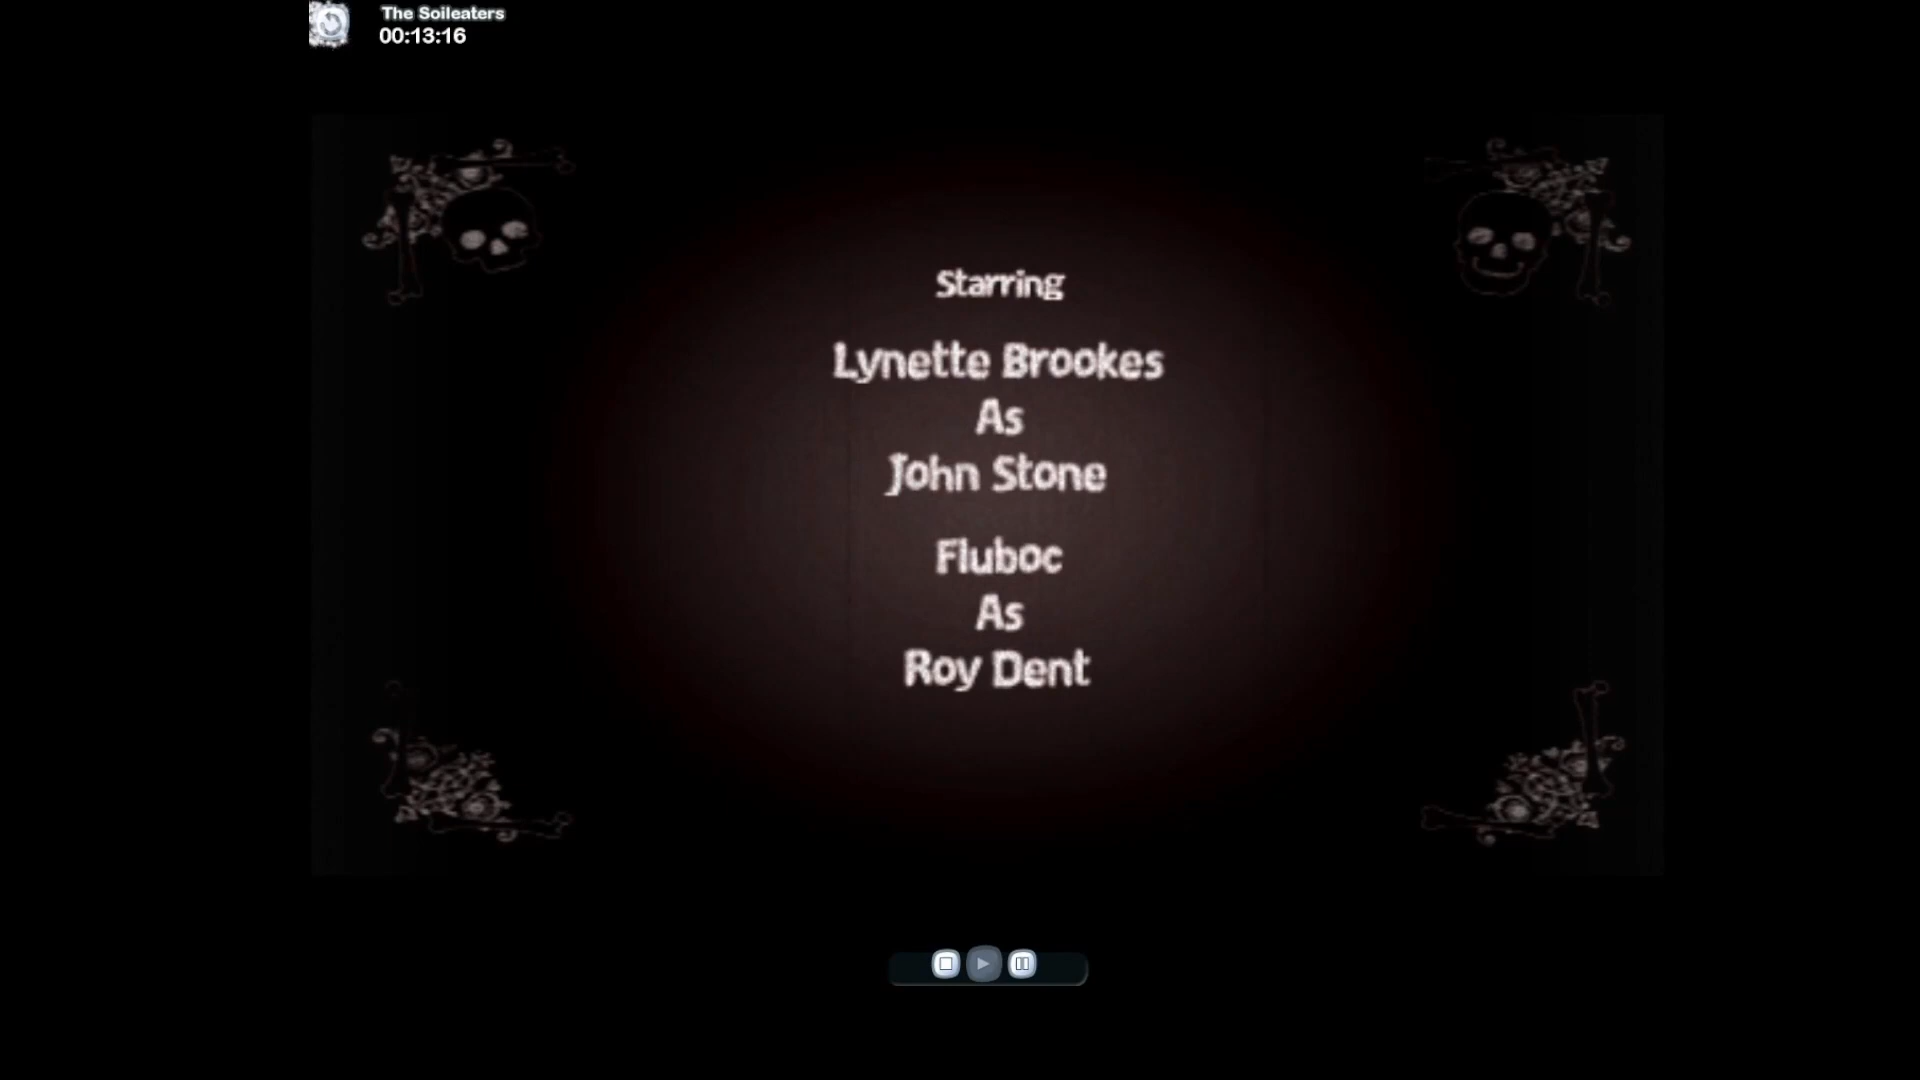 The Soileaters
00:13:16
Starring
Lynette Brookes
As
John Stone
Fluboc
As
Roy Dent